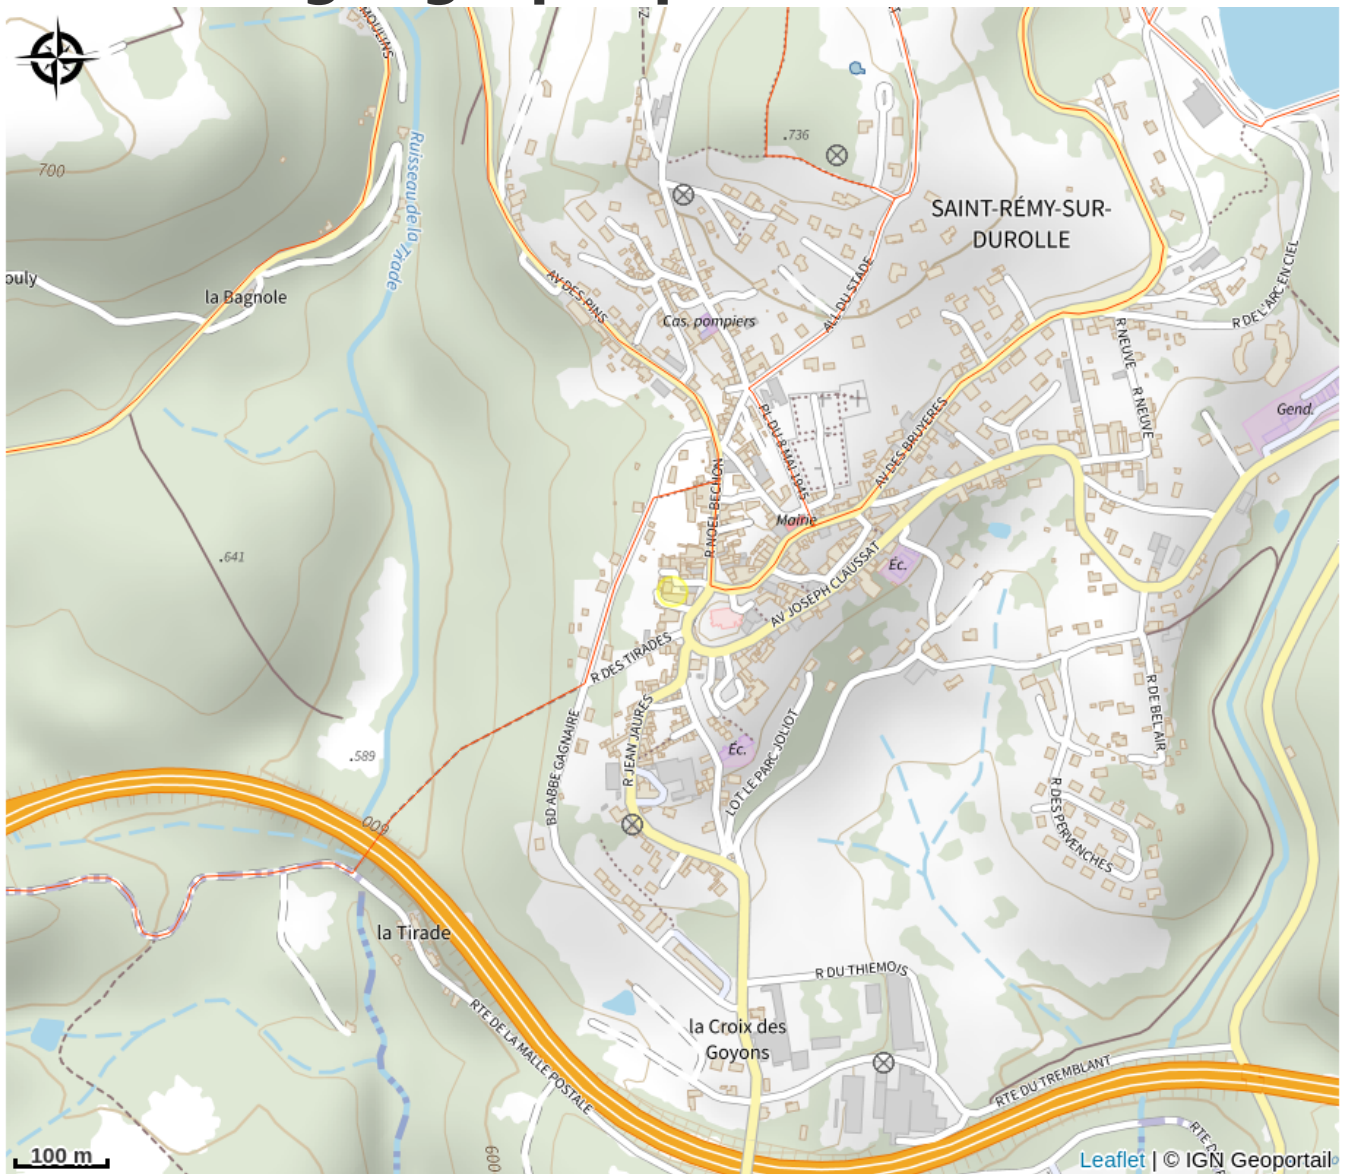 MOULINS
Ruisseau de la Tirade
700
.736
SAINT-RÉMY-SUR-
DUROLLE
ouly
la Bagnole
AV DES PINS
Cas. pompiers
ALL DU STADE
R NEUVE
R NEUVE
R DE L'ARC EN CIEL
Gend.
PL DU 8 MAI 1945
AV DES BRUYERES
R NOEL BECHON
Mairie
.641
Éc.
AV JOSEPH CLAUSSAT
R DES TIRADES
BD ABBE GAGNAIRE
R JEAN JAURES
Éc.
LOT LE PARC JOLIOT
R DE BEL AIR
.589
R DES PERVENCHES
600
la Tirade
R DU THIEMOIS
RTE DE LA MALLE POSTALE
la Croix des
Goyons
RTE DU TREMBLANT
600
RTE D
100 m
Leaflet | © IGN Geoportail